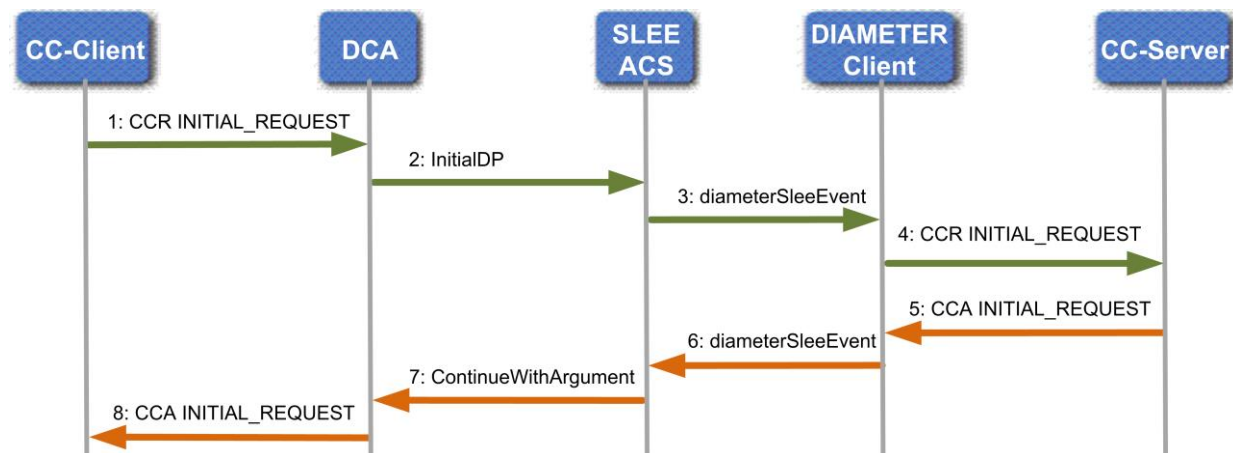 CC-Client
DCA
SLEE
ACS
DIAMETER
Client
CC-Server
1: CCR INITIAL_REQUEST
2: InitialDP
3: diameterSleeEvent
4: CCR INITIAL_REQUEST
5: CCA INITIAL_REQUEST
6: diameterSleeEvent
7: ContinueWithArgument
8: CCA INITIAL_REQUEST